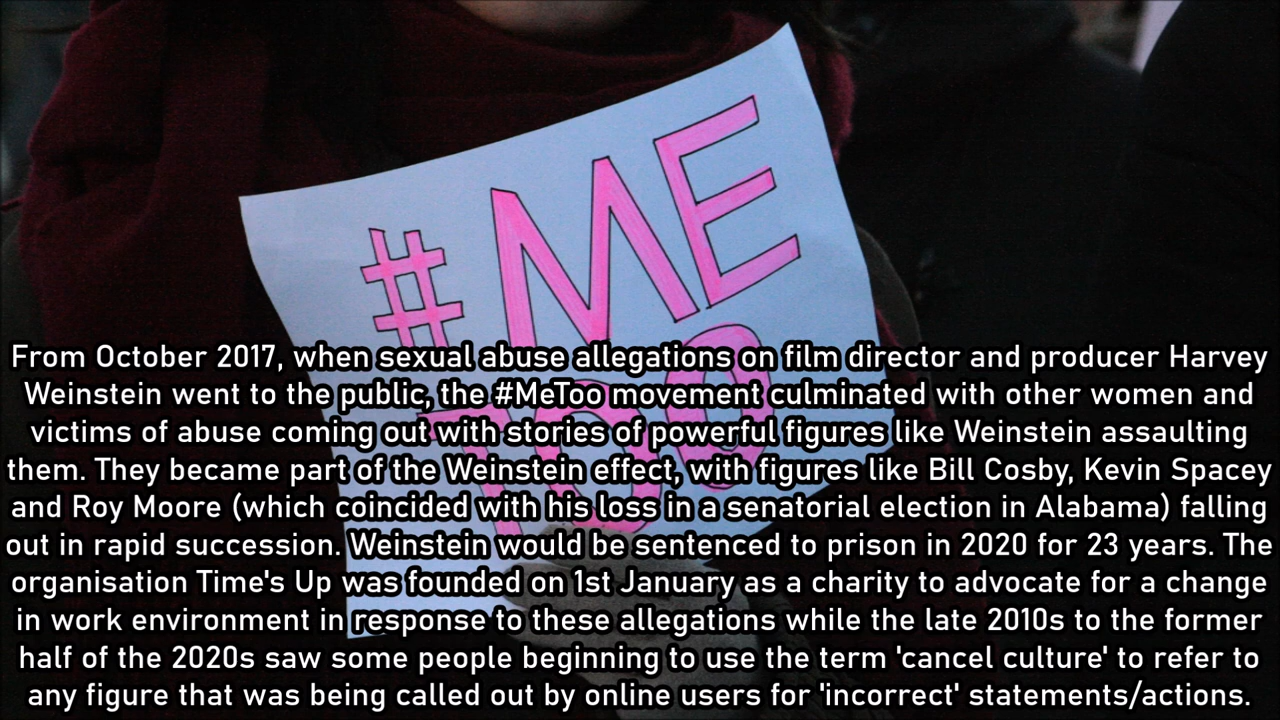 #ME
TOO
From October 2017, when sexual abuse allegations on film director and producer Harvey
Weinstein went to the public, the #MeToo movement culminated with other women and
victims of abuse coming out with stories of powerful figures like Weinstein assaulting
them. They became part of the Weinstein effect, with figures like Bill Cosby, Kevin Spacey
and Roy Moore (which coincided with his loss in a senatorial election in Alabama) falling
out in rapid succession. Weinstein would be sentenced to prison in 2020 for 23 years. The
organisation Time's Up was founded on 1st January as a charity to advocate for a change
in work environment in response to these allegations while the late 2010s to the former
half of the 2020s saw some people beginning to use the term 'cancel culture' to refer to
any figure that was being called out by online users for 'incorrect' statements/actions.